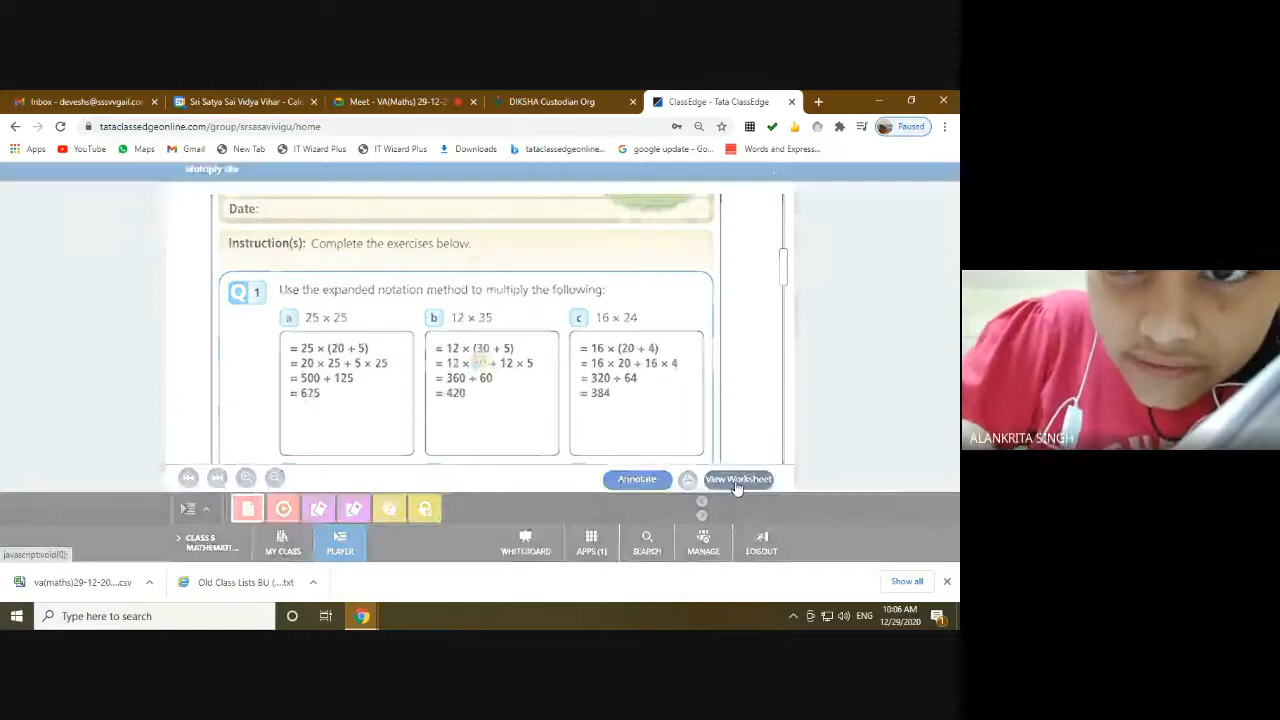 Inbox - deveshs@sssvvgail.co
Sri Satya Sai Vidya Vihar - Cale
Meet - VA(Maths) 29-12-2
DIKSHA Custodian Org
ClassEdge - Tata ClassEdge
tataclassedgeonline.com/group/srsasavivigu/home
Paused
Apps
YouTube
Maps
Gmail
New Tab
IT Wizard Plus
IT Wizard Plus
Downloads
tataclassedgeonline...
google update - Go...
Words and Express...
Multiply
Date:
Instruction(s): Complete the exercises below.
Q 1 Use the expanded notation method to multiply the following:
a 25 × 25
= 25 × (20 + 5)
= 20 × 25 + 5 × 25
= 500 + 125
= 625
b 12 × 35
= 12 × (30 + 5)
= 12 × + 12 × 5
= 360 + 60
= 420
c 16 × 24
= 16 × (20 + 4)
= 16 × 20 + 16 × 4
= 320 + 64
= 384
Annotate
View Worksheet
CLASS 5
MATHEMATI...
MY CLASS
PLAYER
WHITEBOARD
APPS (1)
SEARCH
MANAGE
LOGOUT
javascript:void(0);
va(maths)29-12-20....csv
Old Class Lists BU (....txt
Show all
Type here to search
ENG
10:06 AM
12/29/2020
ALANKRITA SINGH